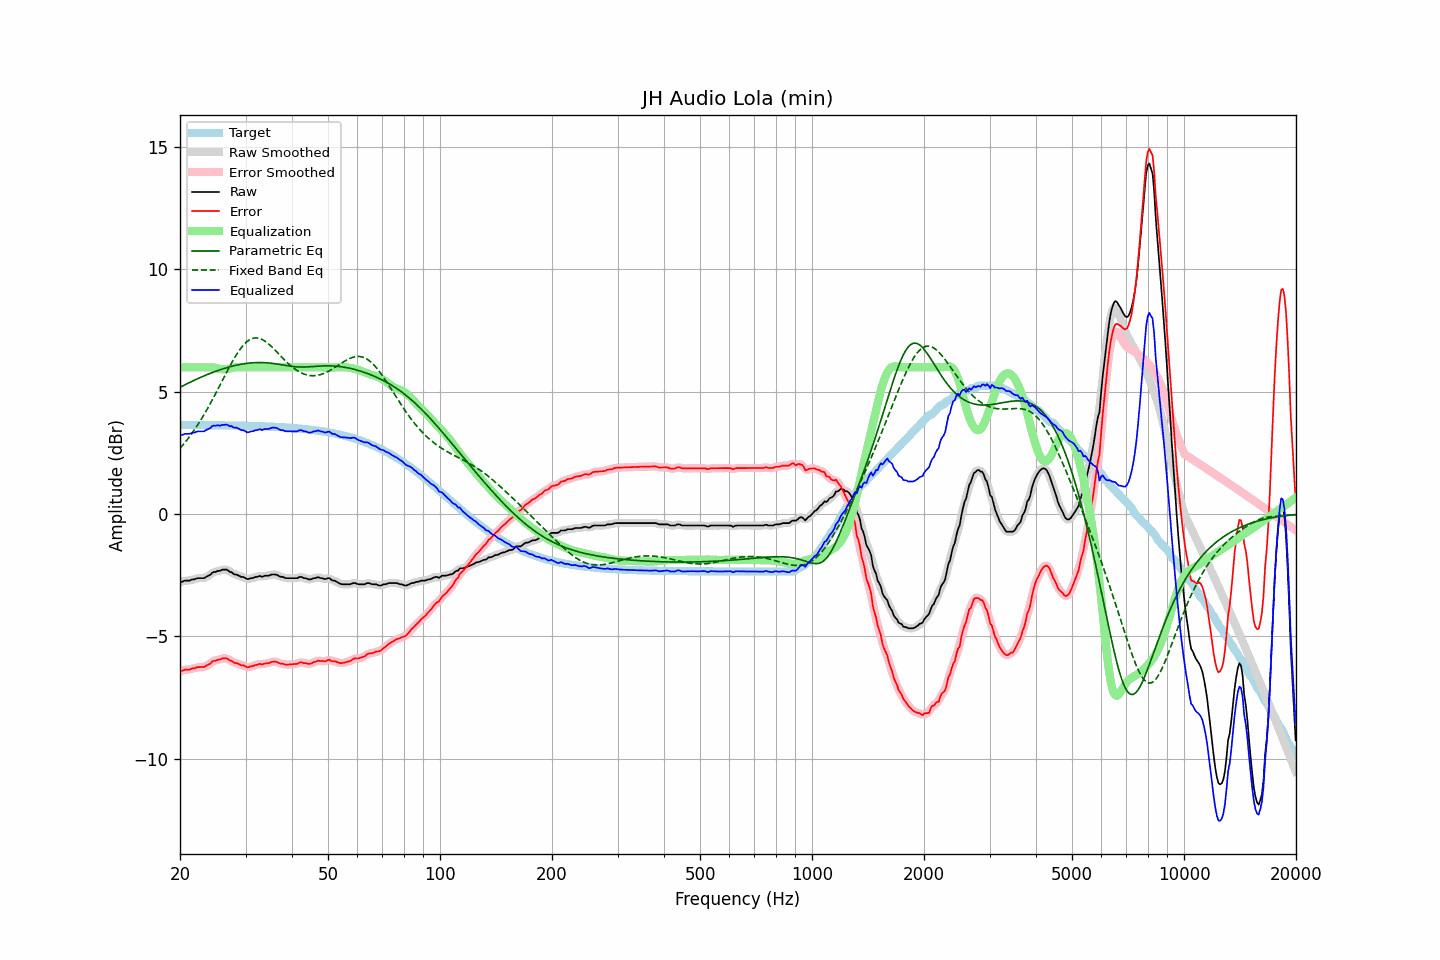 JH Audio Lola (min)
Target
Raw Smoothed
Error Smoothed
Raw
Error
Equalization
Parametric Eq
Fixed Band Eq
Equalized
Amplitude (dBr)
15
10
5
0
−5
−10
20 50 100 200 500 1000 2000 5000 10000 20000
Frequency (Hz)